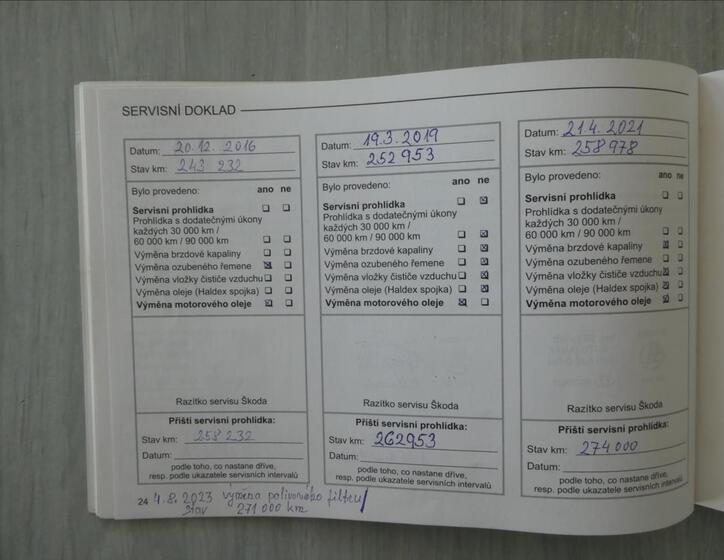 SERVISNÍ DOKLAD
Datum: 20.12. 2016
Stav km: 243 232
Bylo provedeno: ano ne
Servisní prohlídka
Prohlídka s dodatečnými úkony
každých 30 000 km /
60 000 km / 90 000 km
Výměna brzdové kapaliny
Výměna ozubeného řemene
Výměna vložky čističe vzduchu
Výměna oleje (Haldex spojka)
Výměna motorového oleje
Razítko servisu Škoda
Příští servisní prohlídka:
Stav km: 258 232
Datum:
podle toho, co nastane dříve,
resp. podle ukazatele servisních intervalů
Datum: 19.3.2019
Stav km: 252 953
Bylo provedeno: ano ne
Servisní prohlídka
Prohlídka s dodatečnými úkony
každých 30 000 km /
60 000 km / 90 000 km
Výměna brzdové kapaliny
Výměna ozubeného řemene
Výměna vložky čističe vzduchu
Výměna oleje (Haldex spojka)
Výměna motorového oleje
Razítko servisu Škoda
Příští servisní prohlídka:
Stav km: 262953
Datum:
podle toho, co nastane dříve,
resp. podle ukazatele servisních intervalů
Datum: 21.4.2021
Stav km: 258 978
Bylo provedeno: ano ne
Servisní prohlídka
Prohlídka s dodatečnými úkony
každých 30 000 km /
60 000 km / 90 000 km
Výměna brzdové kapaliny
Výměna ozubeného řemene
Výměna vložky čističe vzduchu
Výměna oleje (Haldex spojka)
Výměna motorového oleje
Razítko servisu Škoda
Příští servisní prohlídka:
Stav km: 274 000
Datum:
podle toho, co nastane dříve,
resp. podle ukazatele servisních intervalů
24 4.8.2023 výměna palivového filtru
stav 271 000 km